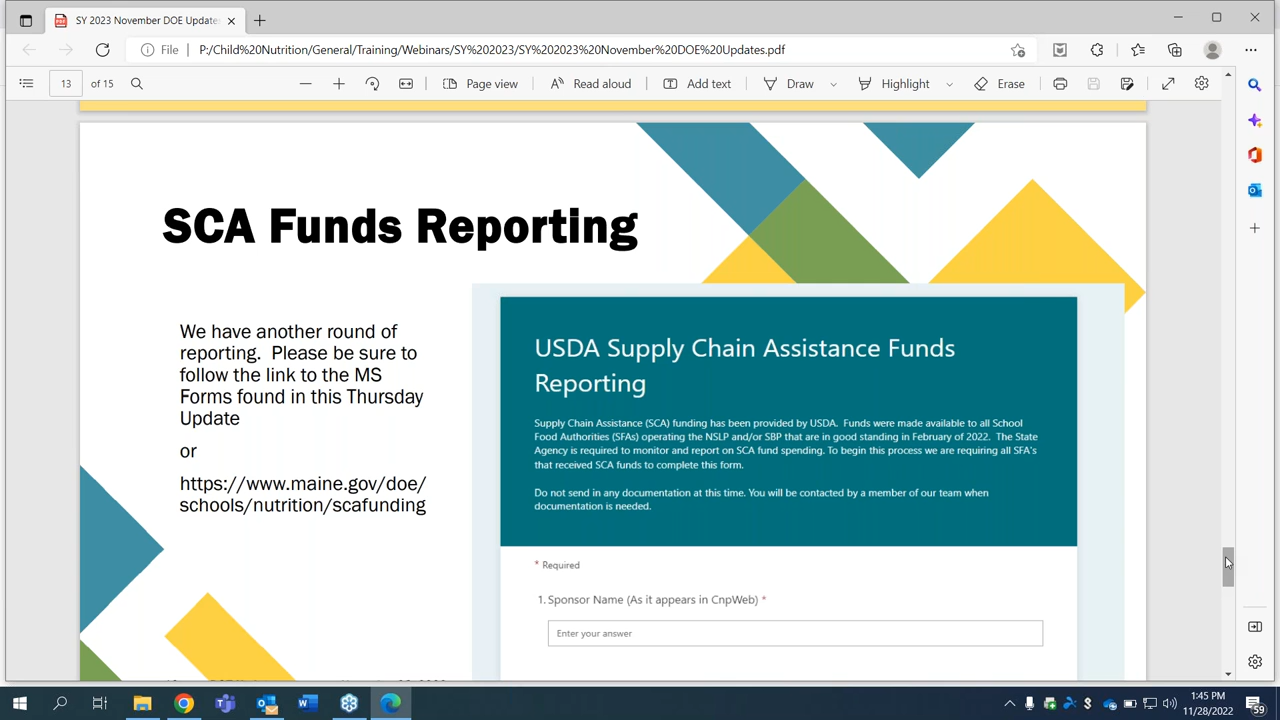 SY 2023 November DOE Updates
File P:/Child%20Nutrition/General/Training/Webinars/SY%202023/SY%202023%20November%20DOE%20Updates.pdf
13 of 15 Page view Read aloud Add text Draw Highlight Erase
SCA Funds Reporting
We have another round of
reporting. Please be sure to
follow the link to the MS
Forms found in this Thursday
Update
or
https://www.maine.gov/doe/
schools/nutrition/scafunding
USDA Supply Chain Assistance Funds
Reporting
Supply Chain Assistance (SCA) funding has been provided by USDA. Funds were made available to all School
Food Authorities (SFAs) operating the NSLP and/or SBP that are in good standing in February of 2022. The State
Agency is required to monitor and report on SCA fund spending. To begin this process we are requiring all SFA's
that received SCA funds to complete this form.
Do not send in any documentation at this time. You will be contacted by a member of our team when
documentation is needed.
* Required
1. Sponsor Name (As it appears in CnpWeb) *
Enter your answer
1:45 PM
11/28/2022
59